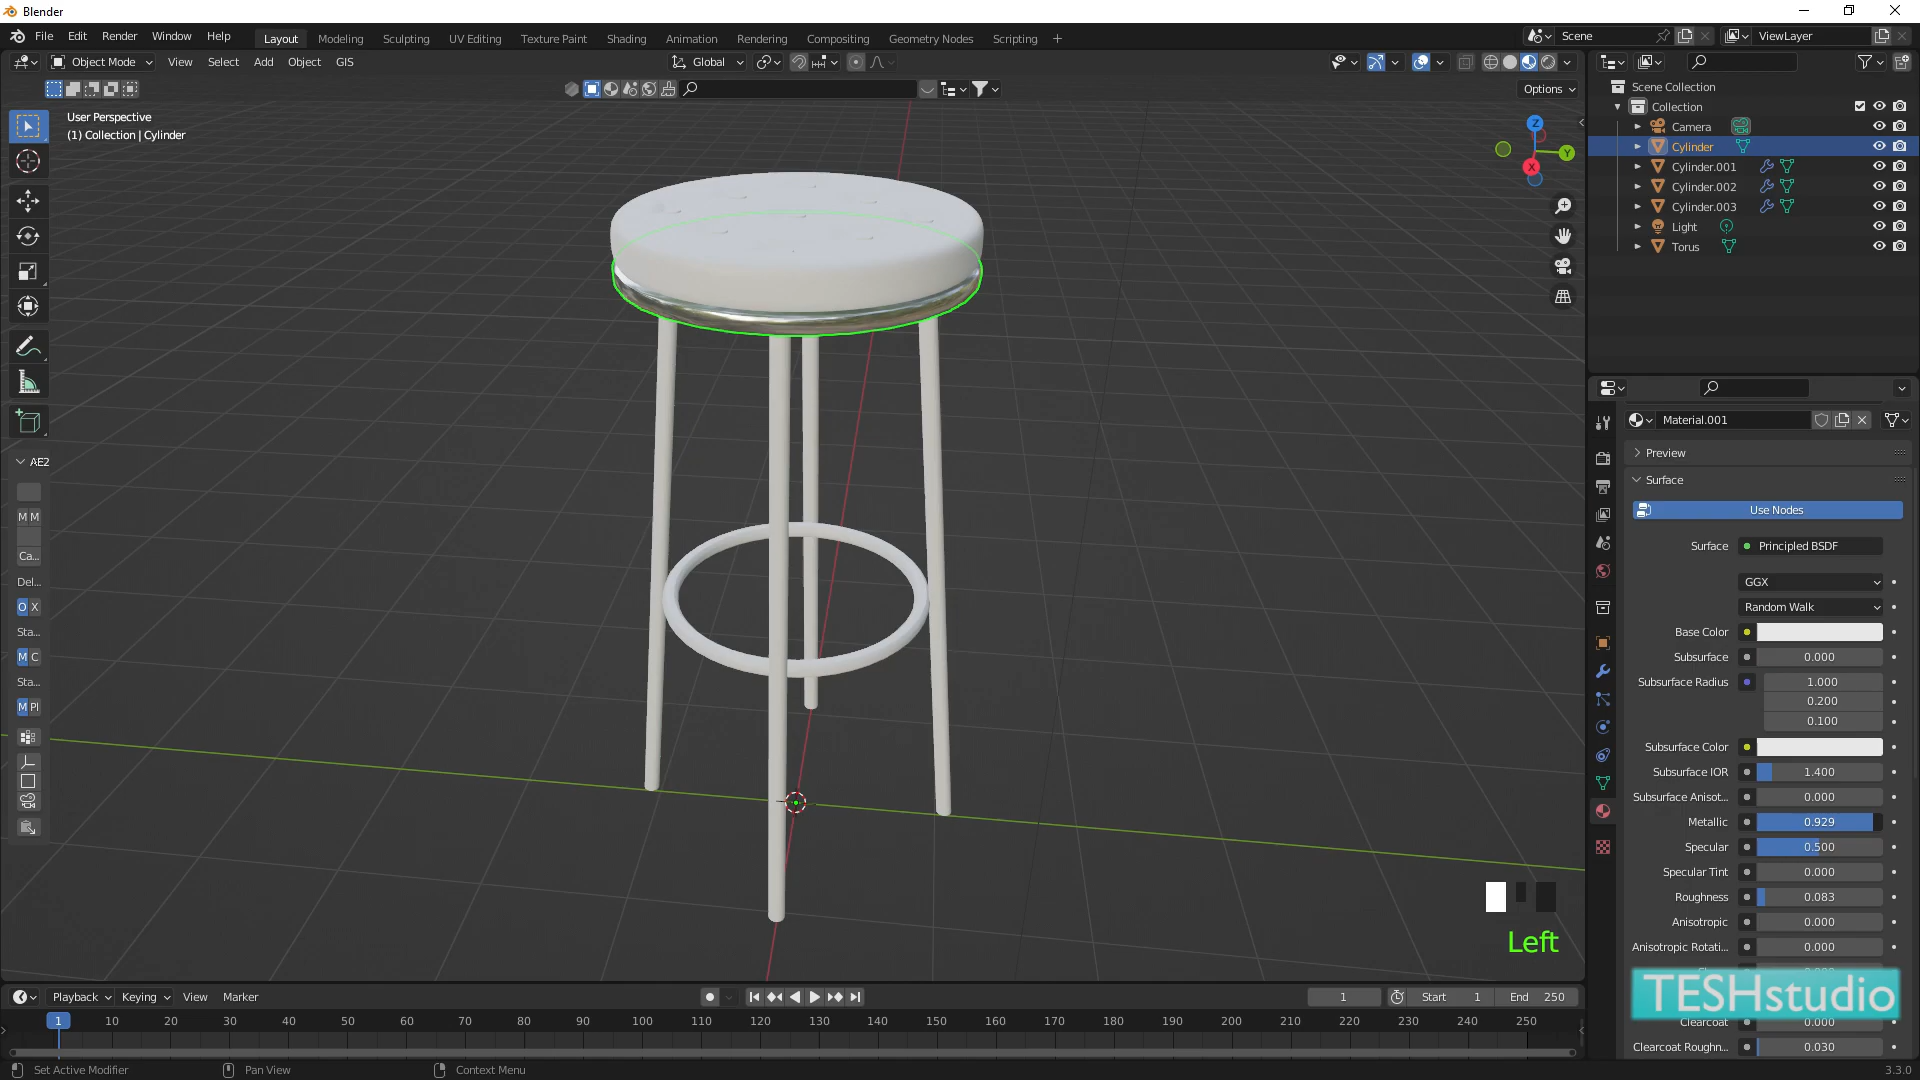 Blender
File Edit Render Window Help Layout Modeling Sculpting UV Editing Texture Paint Shading Animation Rendering Compositing Geometry Nodes Scripting + Scene ViewLayer
Object Mode View Select Add Object GIS Global
Options
User Perspective
(1) Collection | Cylinder
Z
Y
X
Scene Collection
Collection
Camera
Cylinder
Cylinder.001
Cylinder.002
Cylinder.003
Light
Torus
AE2
M M
Ca...
Del...
O X
Sta...
M C
Sta...
M Pl
Material.001
Preview
Surface
Use Nodes
Surface Principled BSDF
GGX
Random Walk
Base Color
Subsurface 0.000
Subsurface Radius 1.000
0.200
0.100
Subsurface Color
Subsurface IOR 1.400
Subsurface Anisot... 0.000
Metallic 0.929
Specular 0.500
Specular Tint 0.000
Roughness 0.083
Anisotropic 0.000
Anisotropic Rotati... 0.000
TESHstudio
Clearcoat 0.000
Clearcoat Roughn... 0.030
Left
Playback Keying View Marker 1 Start 1 End 250
1 10 20 30 40 50 60 70 80 90 100 110 120 130 140 150 160 170 180 190 200 210 220 230 240 250
Set Active Modifier Pan View Context Menu 3.3.0